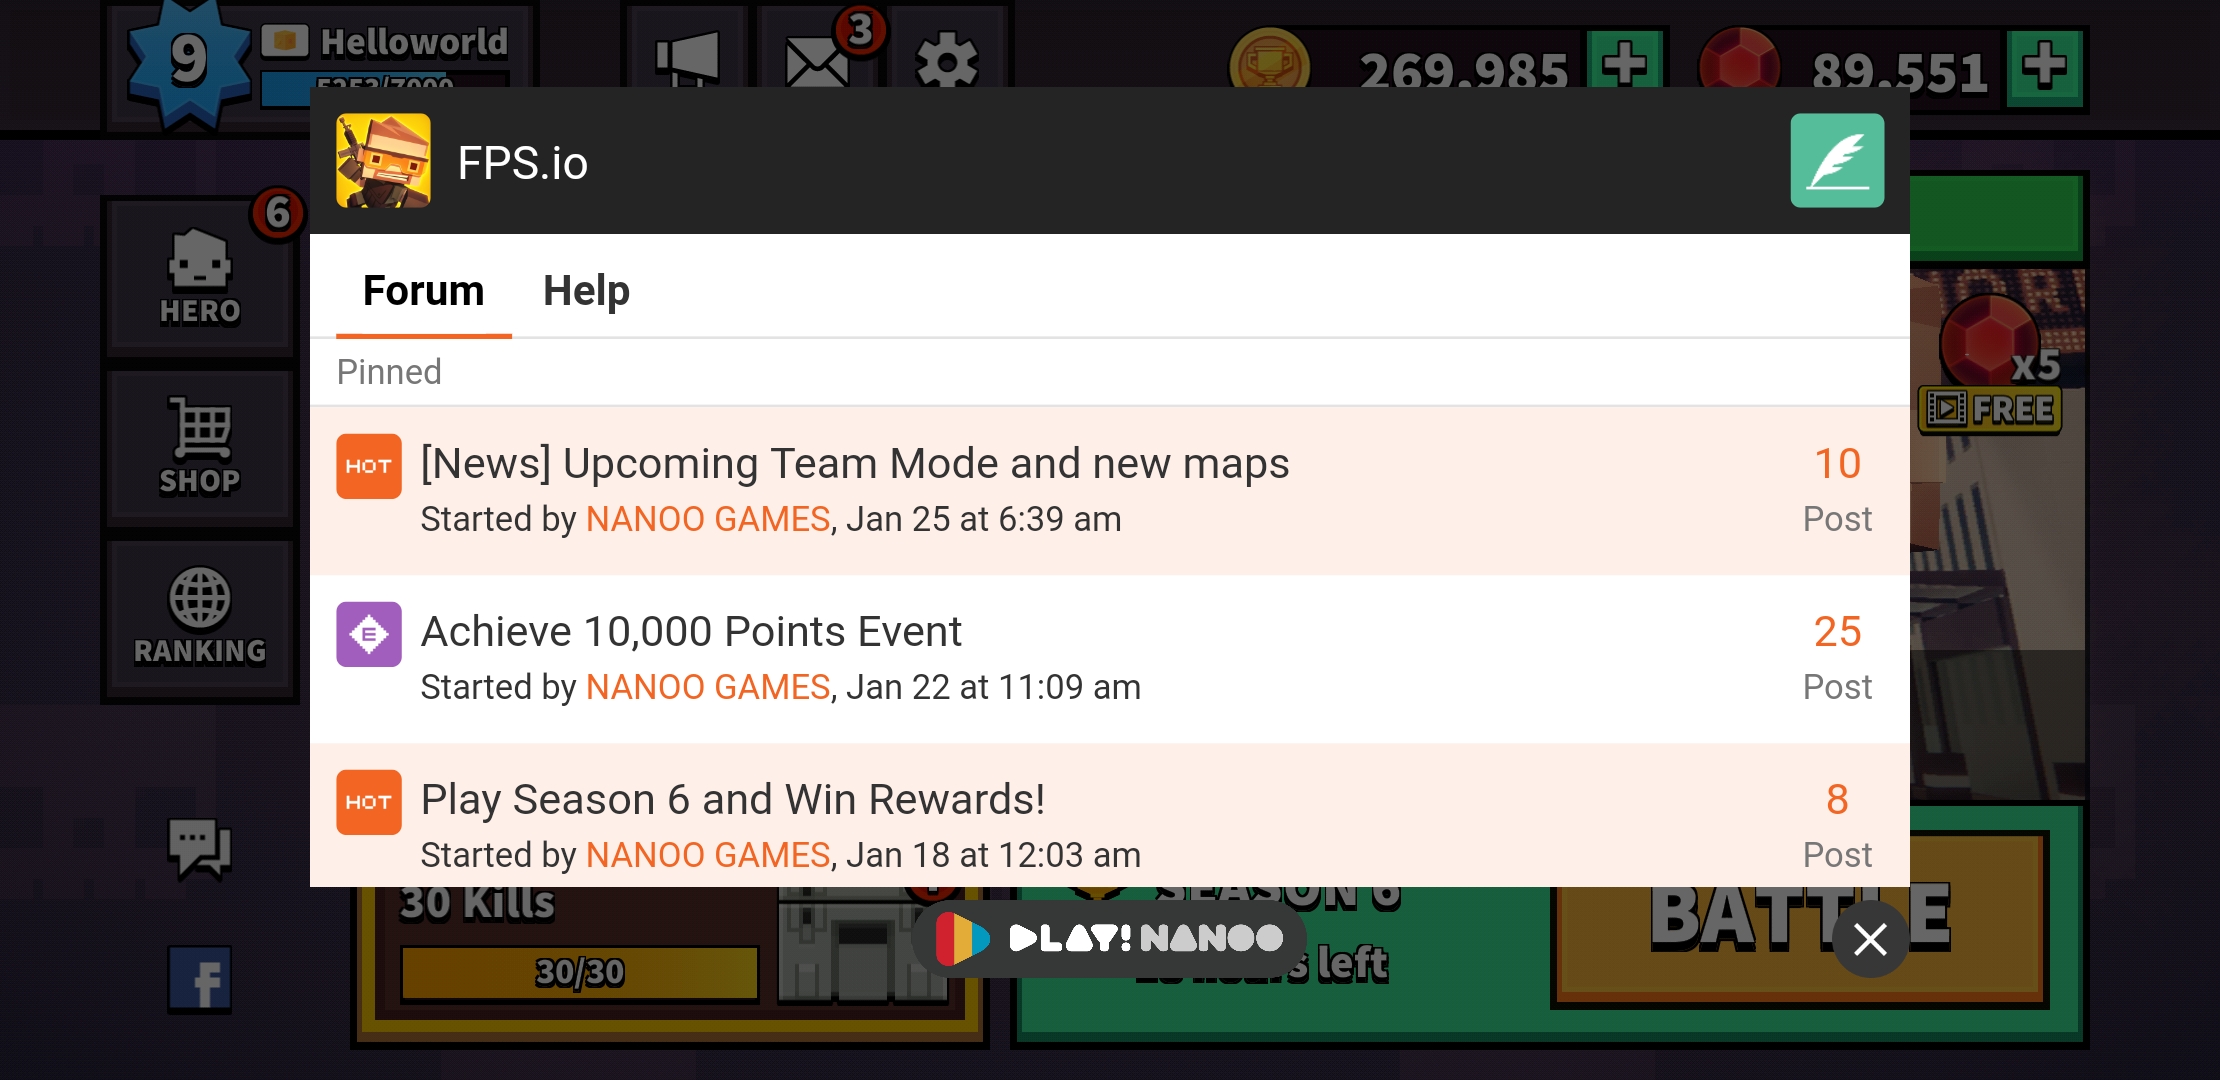 9
Helloworld
5253/7000
3
269,985
89,551
FPS.io
6
HERO
SHOP
RANKING
Forum
Help
Pinned
HOT
[News] Upcoming Team Mode and new maps
10
Started by NANOO GAMES, Jan 25 at 6:39 am
Post
E
Achieve 10,000 Points Event
25
Started by NANOO GAMES, Jan 22 at 11:09 am
Post
HOT
Play Season 6 and Win Rewards!
8
Started by NANOO GAMES, Jan 18 at 12:03 am
Post
x5
FREE
30 Kills
30/30
SEASON 6
left
PLAY! NANOO
BATTLE
f